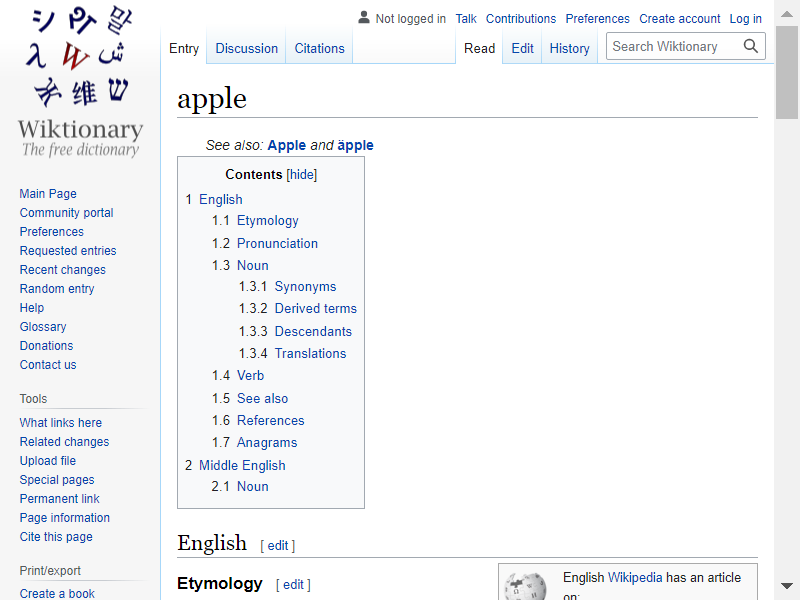 Not logged in Talk Contributions Preferences Create account Log in
Entry Discussion Citations Read Edit History Search Wiktionary
シ 말
λ W ش
维 ש
Wiktionary
The free dictionary
Main Page
Community portal
Preferences
Requested entries
Recent changes
Random entry
Help
Glossary
Donations
Contact us
Tools
What links here
Related changes
Upload file
Special pages
Permanent link
Page information
Cite this page
Print/export
Create a book
apple
See also: Apple and äpple
Contents [hide]
1 English
1.1 Etymology
1.2 Pronunciation
1.3 Noun
1.3.1 Synonyms
1.3.2 Derived terms
1.3.3 Descendants
1.3.4 Translations
1.4 Verb
1.5 See also
1.6 References
1.7 Anagrams
2 Middle English
2.1 Noun
English [ edit ]
Etymology [ edit ]
English Wikipedia has an article
on: